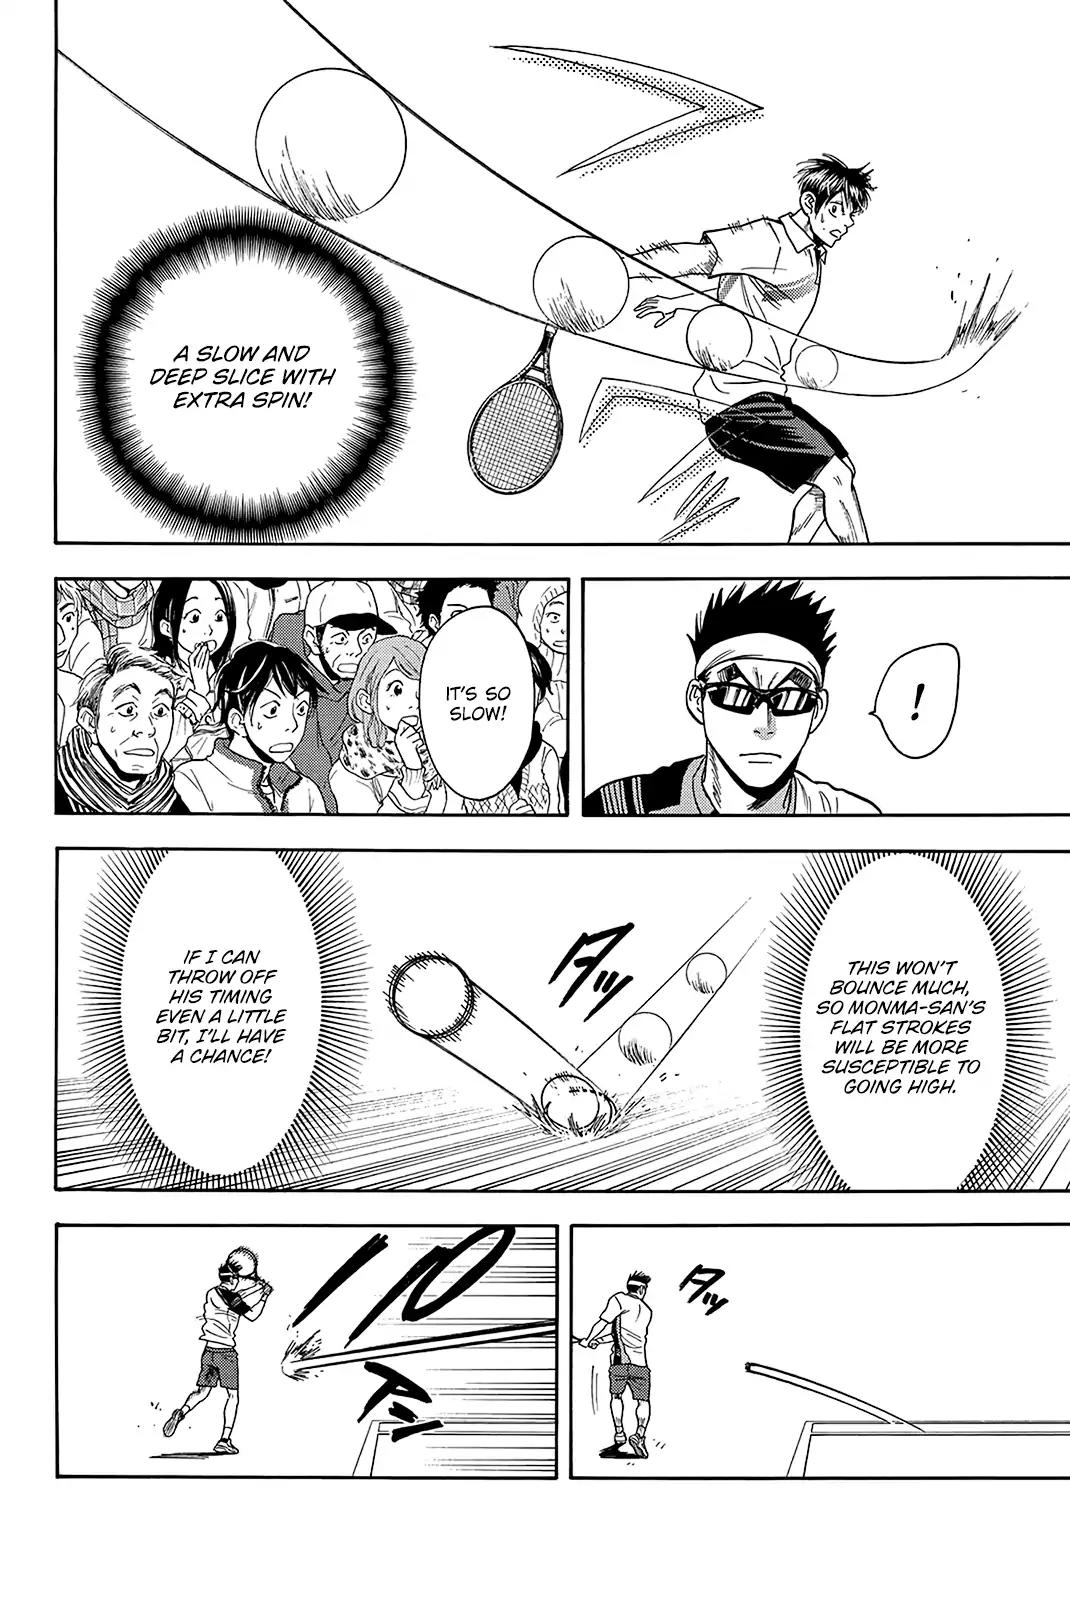 A SLOW AND
DEEP SLICE WITH
EXTRA SPIN!
!
IT'S SO
SLOW!
THIS WON'T
BOUNCE MUCH,
SO MONMA-SAN'S
FLAT STROKES
WILL BE MORE
SUSCEPTIBLE TO
GOING HIGH.
タッ
IF I CAN
THROW OFF
HIS TIMING
EVEN A LITTLE
BIT, I'LL HAVE
A CHANCE!
タッ
パ